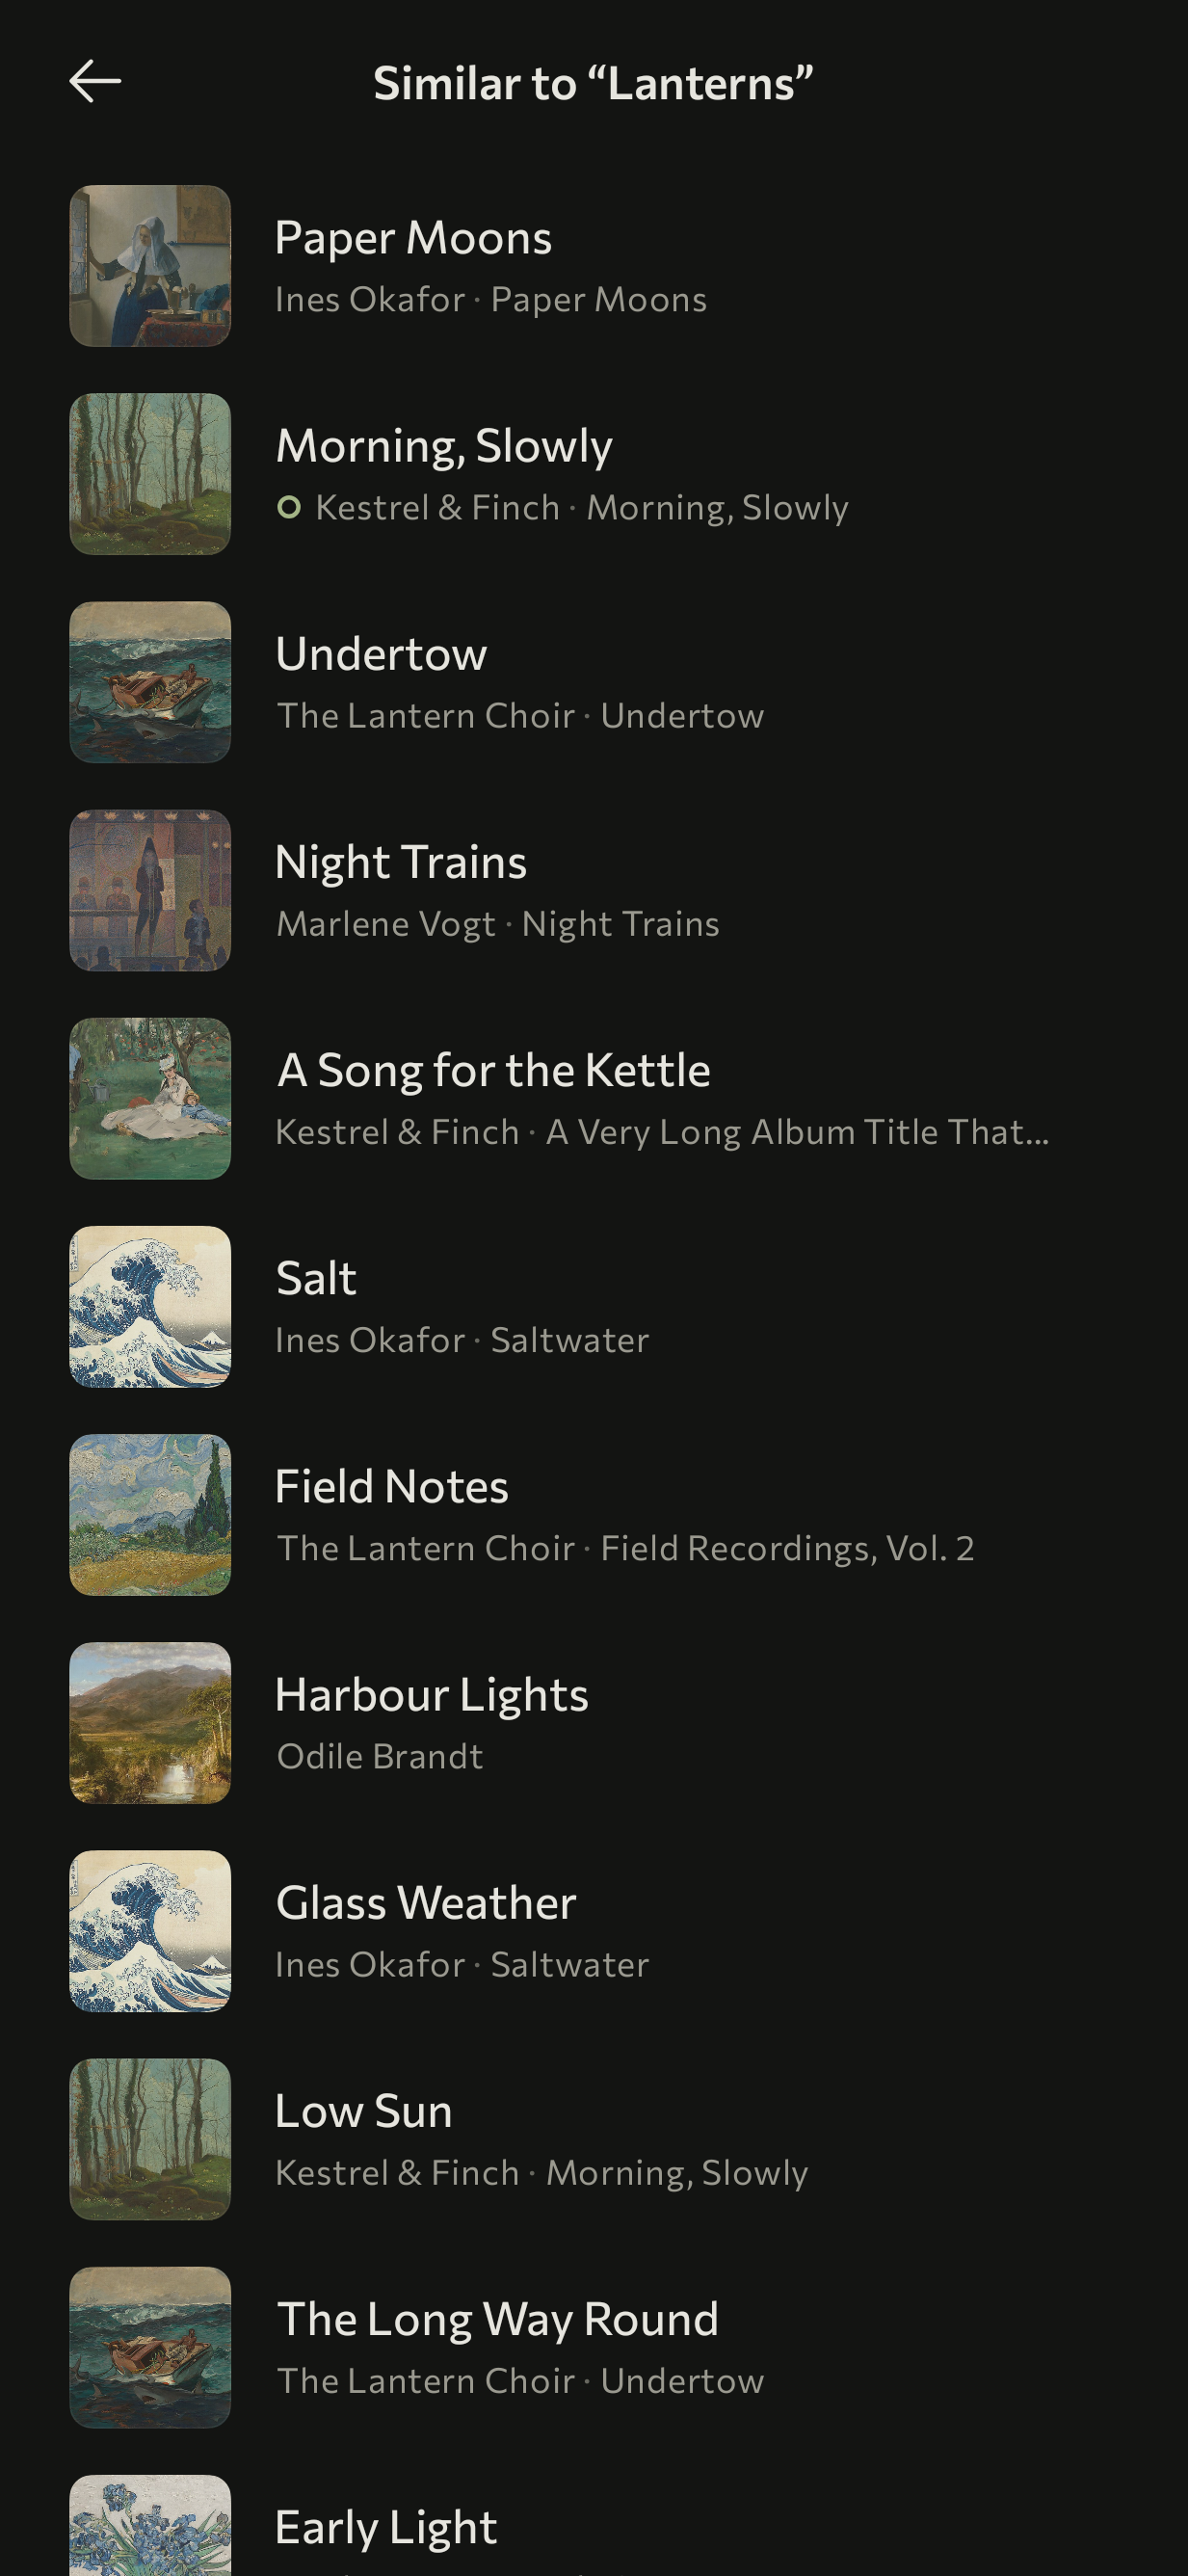 Similar to “Lanterns”
Paper Moons
Ines Okafor · Paper Moons
Morning, Slowly
Kestrel & Finch · Morning, Slowly
Undertow
The Lantern Choir · Undertow
Night Trains
Marlene Vogt · Night Trains
A Song for the Kettle
Kestrel & Finch · A Very Long Album Title That…
Salt
Ines Okafor · Saltwater
Field Notes
The Lantern Choir · Field Recordings, Vol. 2
Harbour Lights
Odile Brandt
Glass Weather
Ines Okafor · Saltwater
Low Sun
Kestrel & Finch · Morning, Slowly
The Long Way Round
The Lantern Choir · Undertow
Early Light